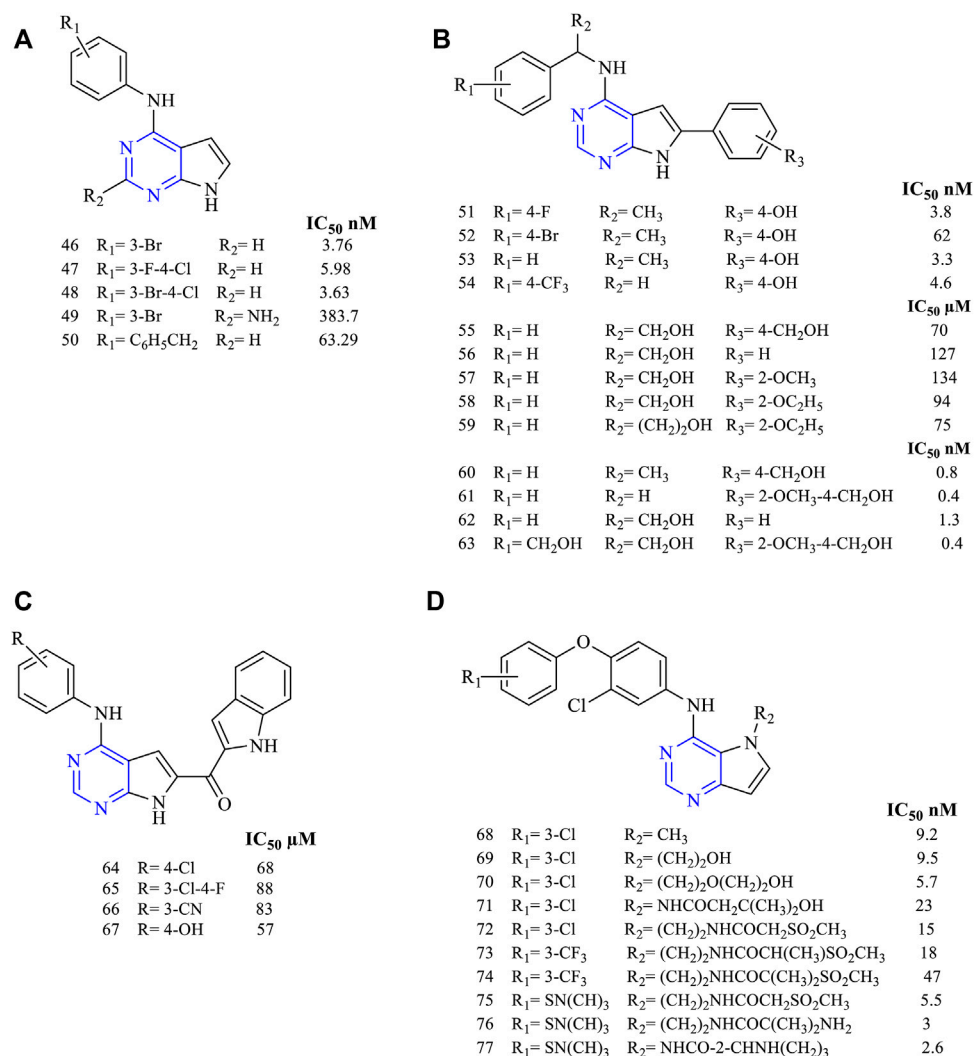 A
R₁
NH
N
R₂
N
N
H
IC₅₀ nM
46 R₁= 3-Br R₂= H 3.76
47 R₁= 3-F-4-Cl R₂= H 5.98
48 R₁= 3-Br-4-Cl R₂= H 3.63
49 R₁= 3-Br R₂= NH₂ 383.7
50 R₁= C₆H₅CH₂ R₂= H 63.29
B
R₂
R₁
NH
N
N
N
H
R₃
IC₅₀ nM
51 R₁= 4-F R₂= CH₃ R₃= 4-OH 3.8
52 R₁= 4-Br R₂= CH₃ R₃= 4-OH 62
53 R₁= H R₂= CH₃ R₃= 4-OH 3.3
54 R₁= 4-CF₃ R₂= H R₃= 4-OH 4.6
IC₅₀ µM
55 R₁= H R₂= CH₂OH R₃= 4-CH₂OH 70
56 R₁= H R₂= CH₂OH R₃= H 127
57 R₁= H R₂= CH₂OH R₃= 2-OCH₃ 134
58 R₁= H R₂= CH₂OH R₃= 2-OC₂H₅ 94
59 R₁= H R₂= (CH₂)₂OH R₃= 2-OC₂H₅ 75
IC₅₀ nM
60 R₁= H R₂= CH₃ R₃= 4-CH₂OH 0.8
61 R₁= H R₂= H R₃= 2-OCH₃-4-CH₂OH 0.4
62 R₁= H R₂= CH₂OH R₃= H 1.3
63 R₁= CH₂OH R₂= CH₂OH R₃= 2-OCH₃-4-CH₂OH 0.4
C
R
NH
N
N
N
H
NH
O
IC₅₀ µM
64 R= 4-Cl 68
65 R= 3-Cl-4-F 88
66 R= 3-CN 83
67 R= 4-OH 57
D
O
R₁
Cl
NH
R₂
N
N
N
IC₅₀ nM
68 R₁= 3-Cl R₂= CH₃ 9.2
69 R₁= 3-Cl R₂= (CH₂)₂OH 9.5
70 R₁= 3-Cl R₂= (CH₂)₂O(CH₂)₂OH 5.7
71 R₁= 3-Cl R₂= NHCOCH₂C(CH₃)₂OH 23
72 R₁= 3-Cl R₂= (CH₂)₂NHCOCH₂SO₂CH₃ 15
73 R₁= 3-CF₃ R₂= (CH₂)₂NHCOCH(CH₃)SO₂CH₃ 18
74 R₁= 3-CF₃ R₂= (CH₂)₂NHCOC(CH₃)₂SO₂CH₃ 47
75 R₁= SN(CH₃)₃ R₂= (CH₂)₂NHCOCH₂SO₂CH₃ 5.5
76 R₁= SN(CH₃)₃ R₂= (CH₂)₂NHCOC(CH₃)₂NH₂ 3
77 R₁= SN(CH₃)₃ R₂= NHCO-2-CHNH(CH₂)₃ 2.6